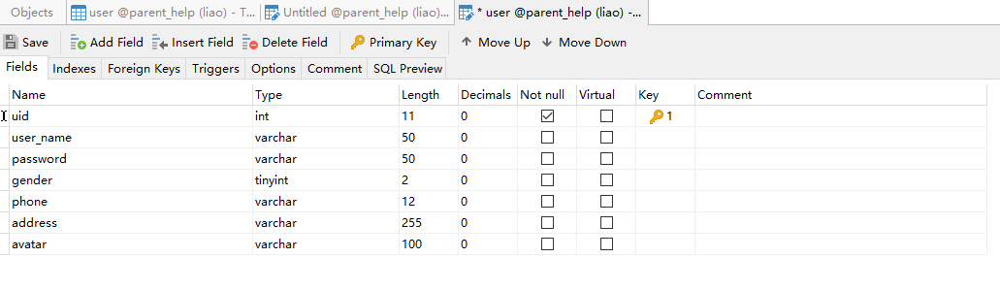 Objects user @parent_help (liao) - T... Untitled @parent_help (liao)... * user @parent_help (liao) -...
Save Add Field Insert Field Delete Field Primary Key Move Up Move Down
Fields Indexes Foreign Keys Triggers Options Comment SQL Preview
Name Type Length Decimals Not null Virtual Key Comment
uid int 11 0 1
user_name varchar 50 0
password varchar 50 0
gender tinyint 2 0
phone varchar 12 0
address varchar 255 0
avatar varchar 100 0